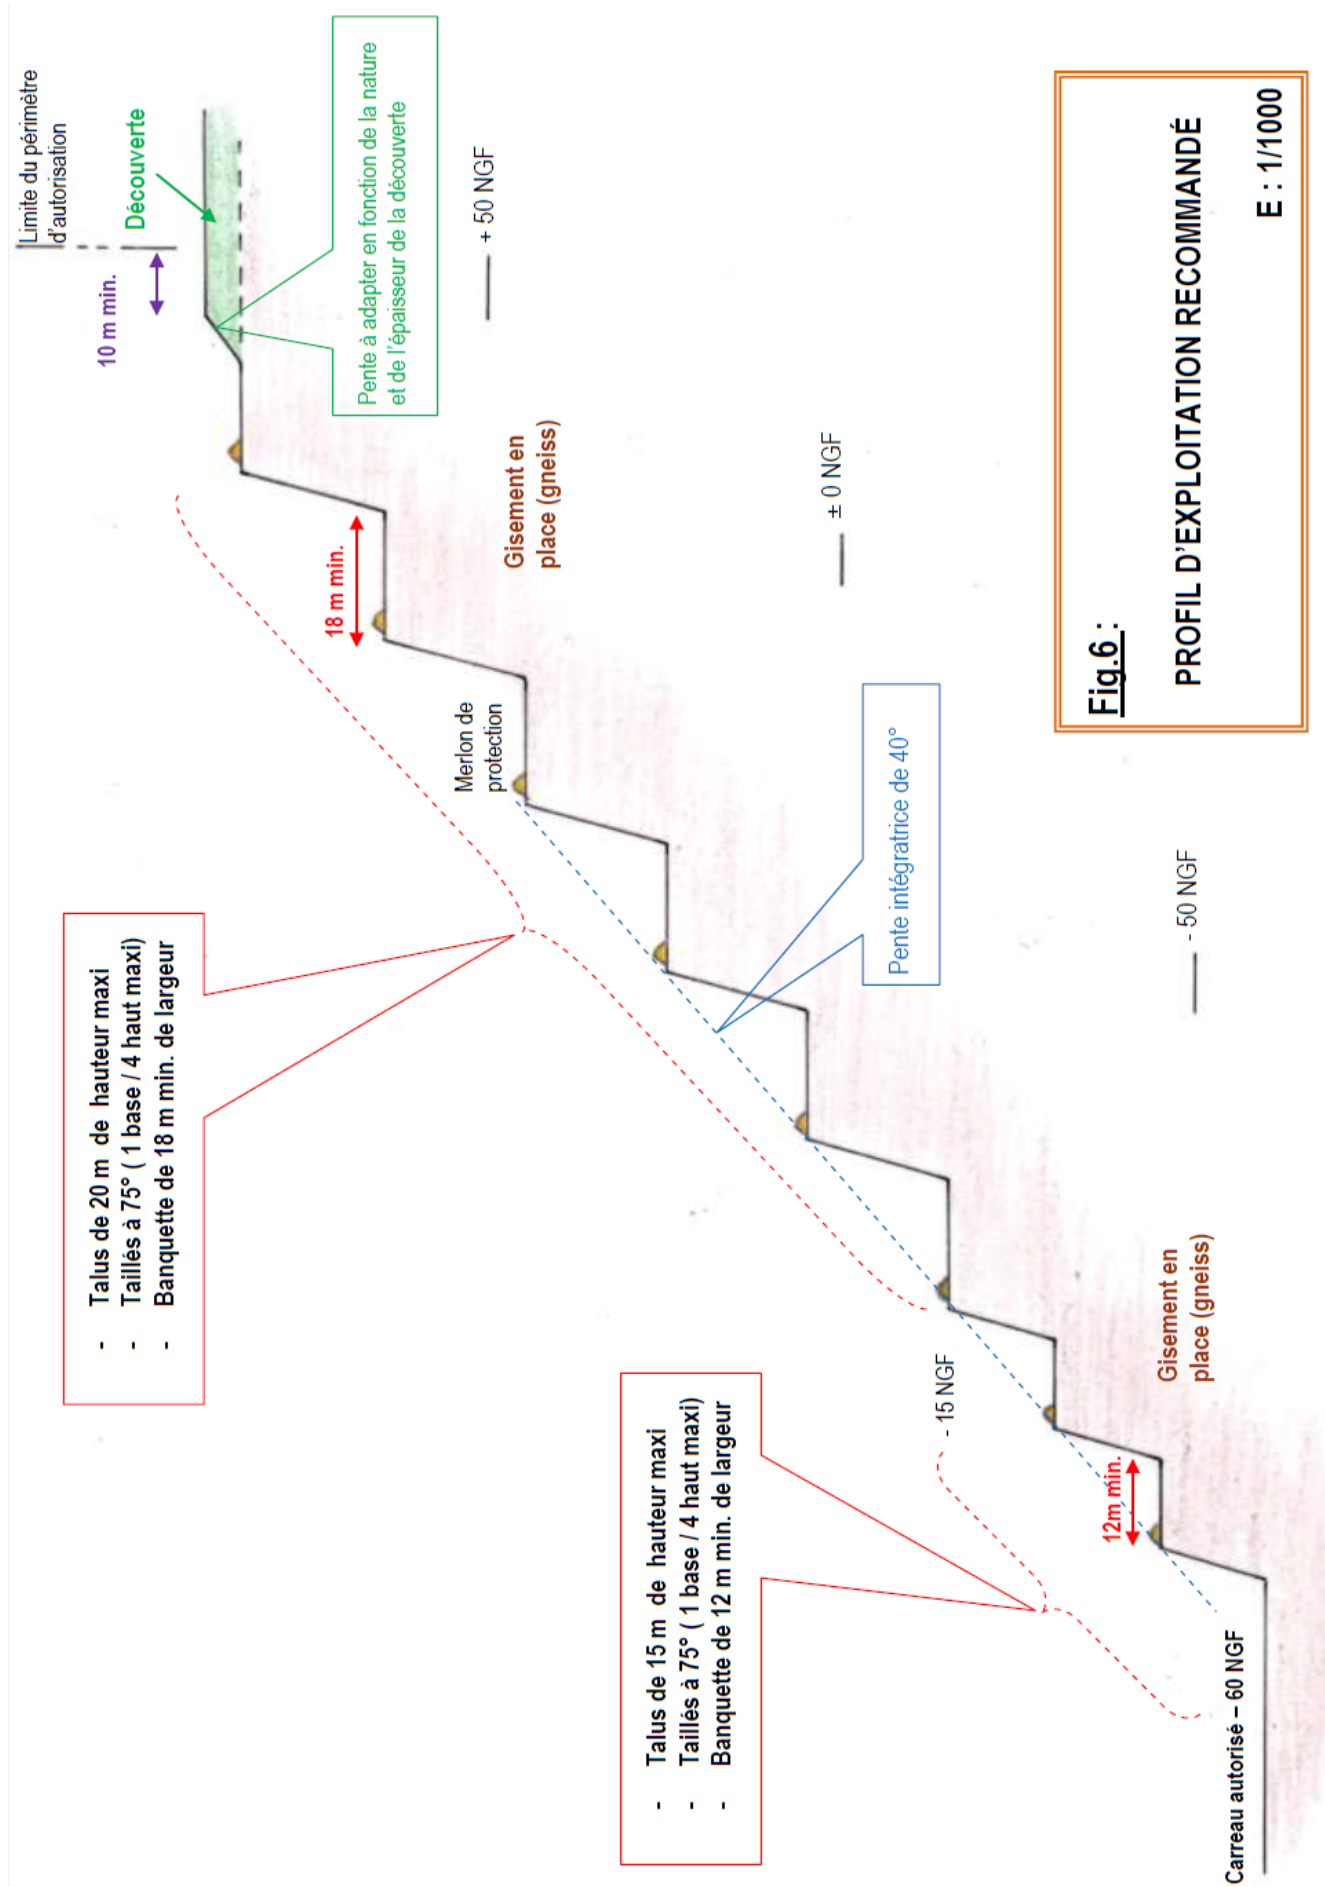 Limite du périmètre
d'autorisation
10 m min.
Découverte
Pente à adapter en fonction de la nature
et de l'épaisseur de la découverte
+ 50 NGF
- Talus de 20 m de hauteur maxi
- Taillés à 75° ( 1 base / 4 haut maxi)
- Banquette de 18 m min. de largeur
18 m min.
Gisement en
place (gneiss)
Merlon de
protection
± 0 NGF
Pente intégratrice de 40°
- Talus de 15 m de hauteur maxi
- Taillés à 75° ( 1 base / 4 haut maxi)
- Banquette de 12 m min. de largeur
- 15 NGF
- 50 NGF
12m min.
Gisement en
place (gneiss)
Carreau autorisé – 60 NGF
Fig.6 :
PROFIL D'EXPLOITATION RECOMMANDÉ
E : 1/1000